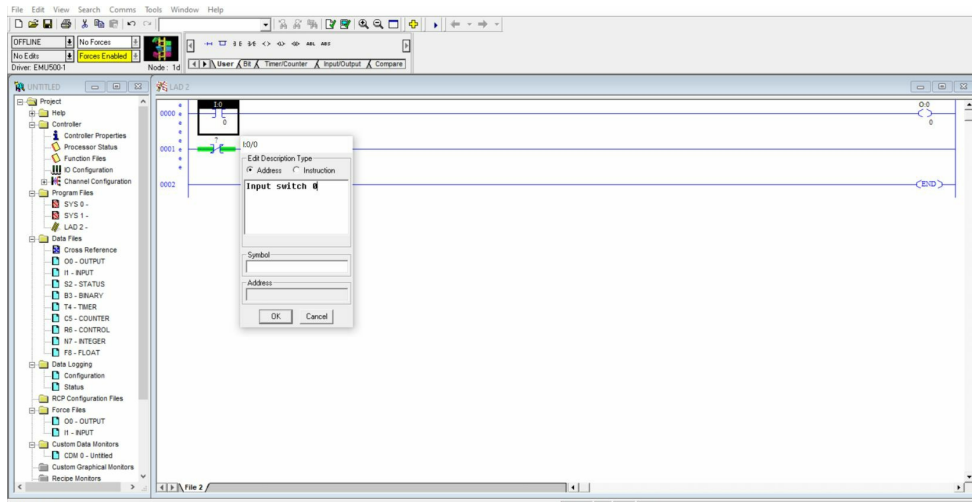 File Edit View Search Comms Tools Window Help
OFFLINE No Forces
No Edits Forces Enabled
Driver: EMU500-1 Node : 1d
ABL ABS
User Bit Timer/Counter Input/Output Compare
UNTITLED
Project
Help
Controller
Controller Properties
Processor Status
Function Files
IO Configuration
Channel Configuration
Program Files
SYS 0 -
SYS 1 -
LAD 2 -
Data Files
Cross Reference
O0 - OUTPUT
I1 - INPUT
S2 - STATUS
B3 - BINARY
T4 - TIMER
C5 - COUNTER
R6 - CONTROL
N7 - INTEGER
F8 - FLOAT
Data Logging
Configuration
Status
RCP Configuration Files
Force Files
O0 - OUTPUT
I1 - INPUT
Custom Data Monitors
CDM 0 - Untitled
Custom Graphical Monitors
Recipe Monitors
LAD 2
0000
I:0
0
O:0
0
0001
?
0002
END
I:0/0
Edit Description Type
Address Instruction
Input switch 0
Symbol
Address
OK Cancel
File 2